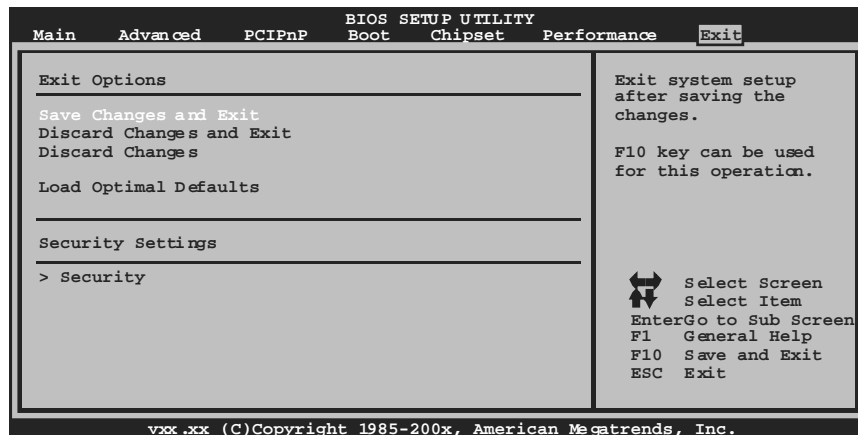 BIOS SETUP UTILITY
Main Advanced PCIPnP Boot Chipset Performance Exit
Exit Options
Save Changes and Exit
Discard Changes and Exit
Discard Changes
Load Optimal Defaults
Security Settings
> Security
Exit system setup
after saving the
changes.
F10 key can be used
for this operation.
Select Screen
Select Item
EnterGo to Sub Screen
F1 General Help
F10 Save and Exit
ESC Exit
vxx.xx (C)Copyright 1985-200x, American Megatrends, Inc.